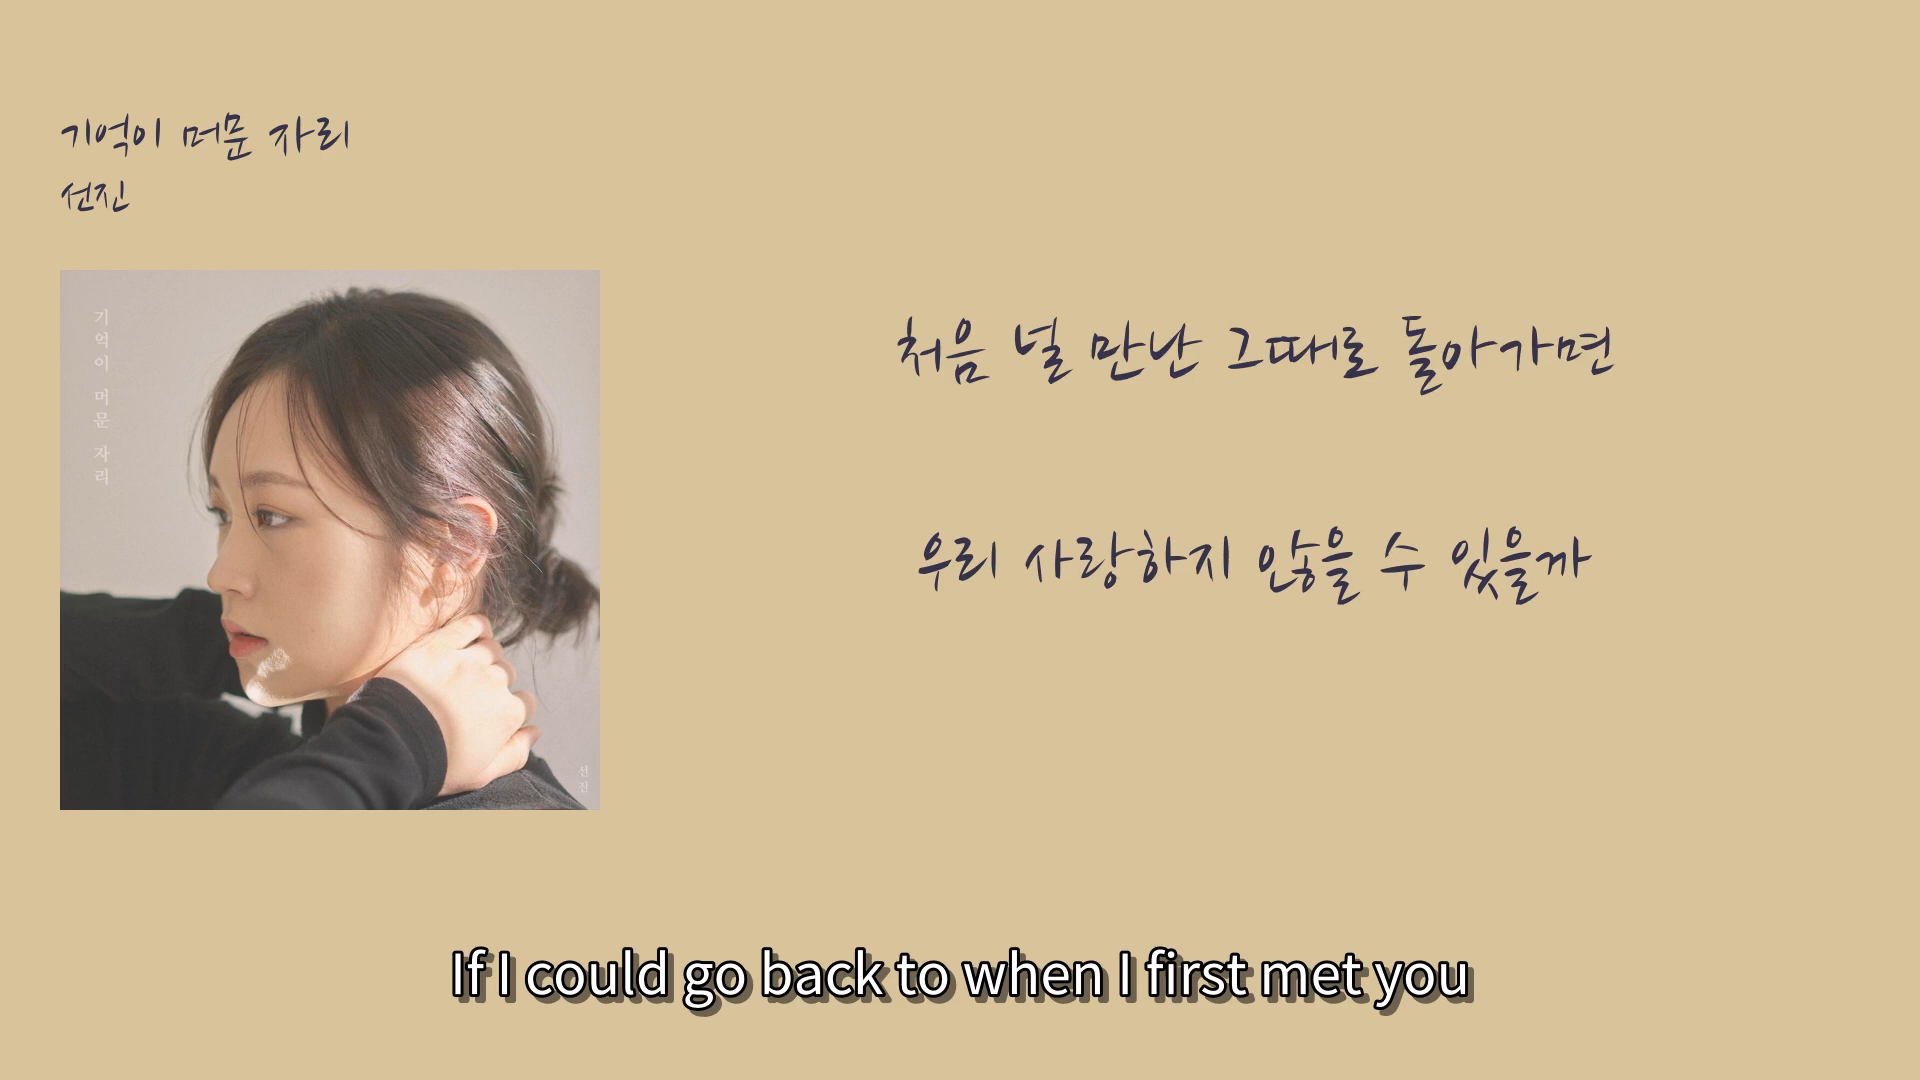 기억이 머문 자리
선진
기억이 머문 자리
선진
처음 널 만난 그때로 돌아가면
우리 사랑하지 않을 수 있을까
If I could go back to when I first met you